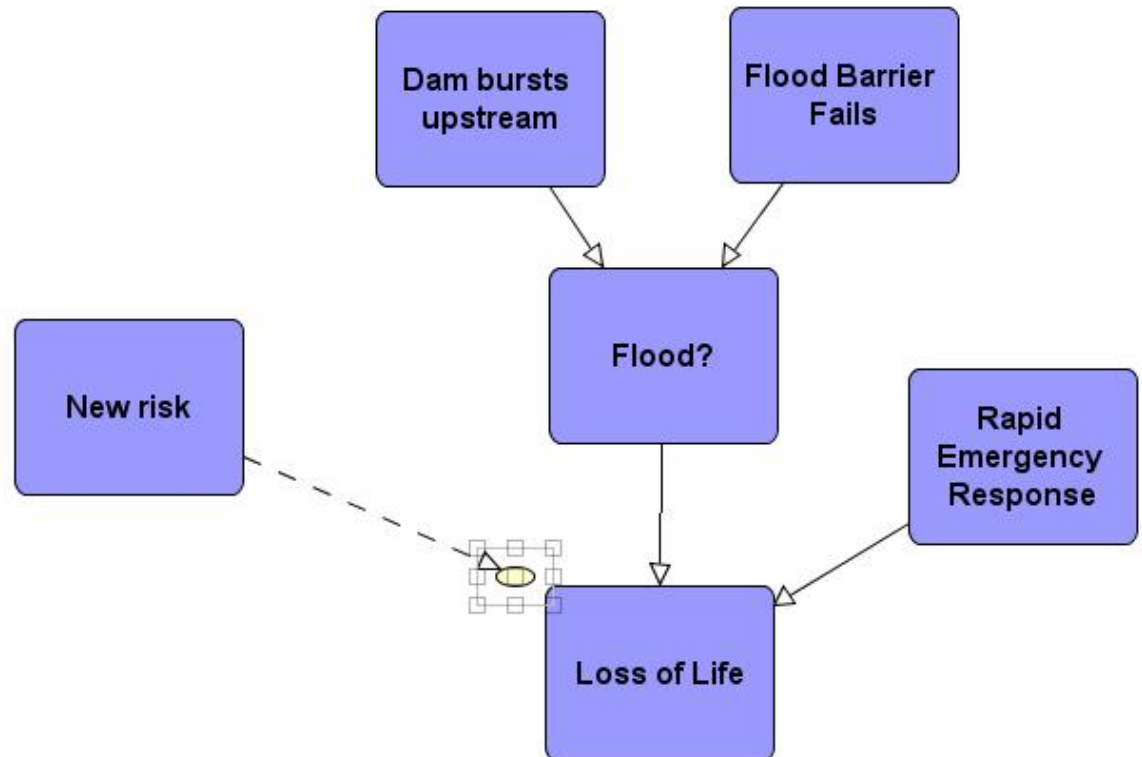 Dam bursts
upstream
Flood Barrier
Fails
Flood?
New risk
Rapid
Emergency
Response
Loss of Life